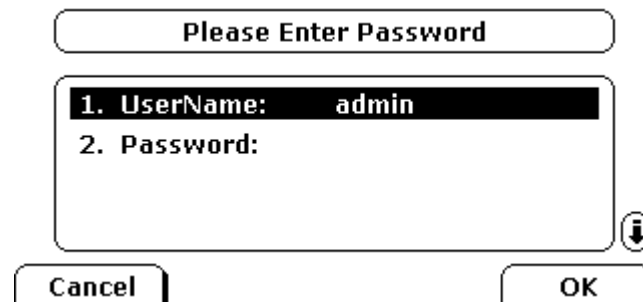 Please Enter Password
1. UserName: admin
2. Password:
Cancel OK